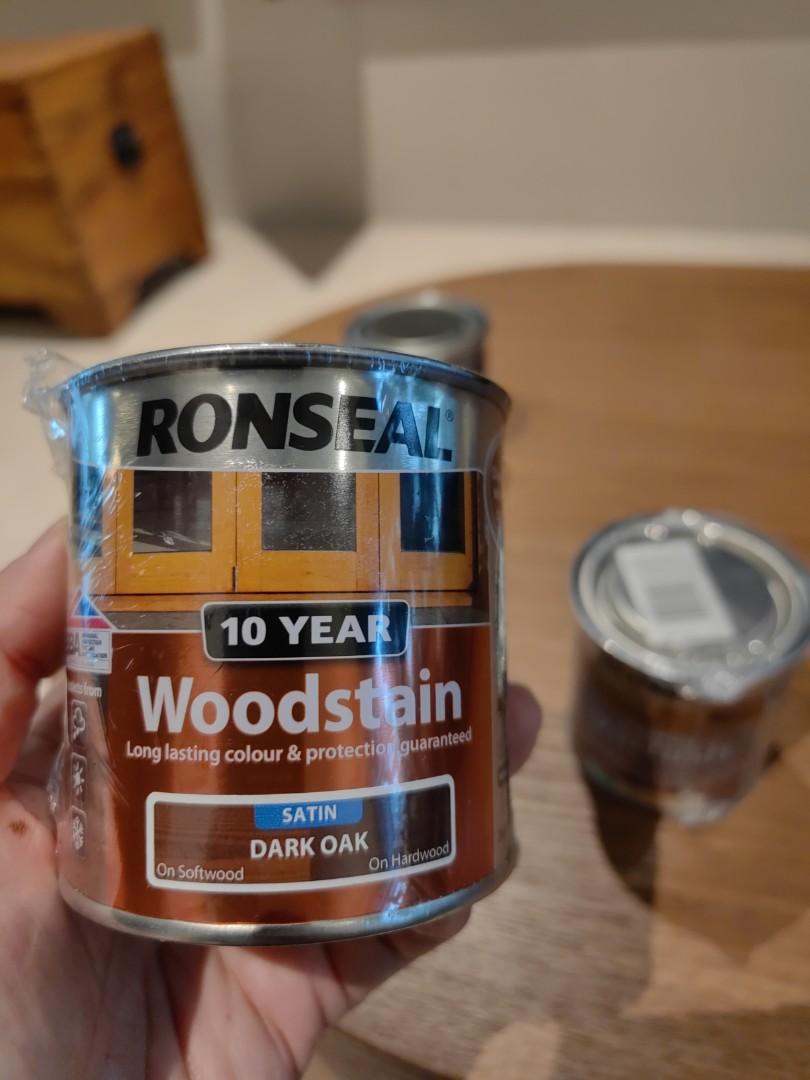 RONSEAL®
10 YEAR
Woodstain
Long lasting colour & protection guaranteed
SATIN
DARK OAK
On Softwood
On Hardwood